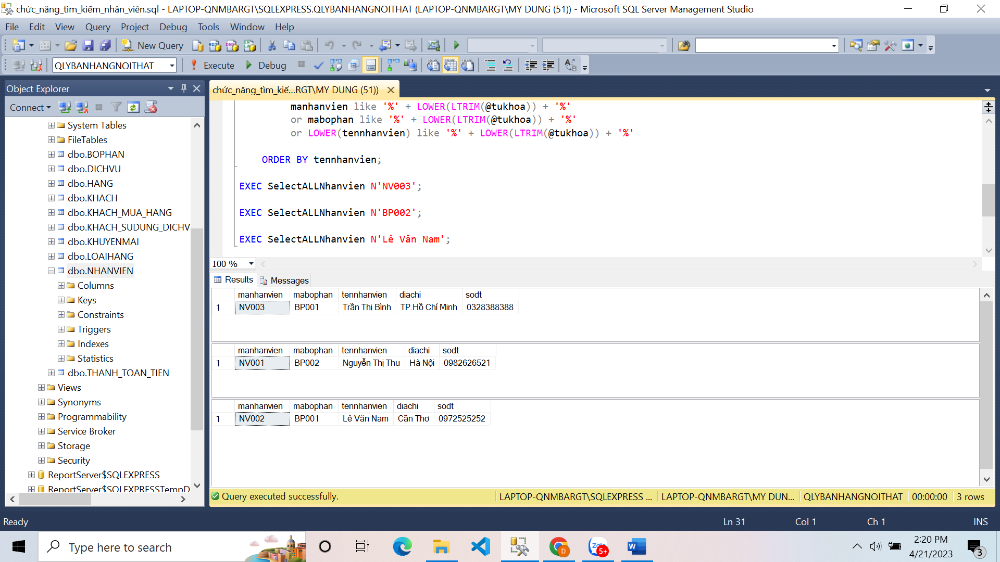 chức_năng_tìm_kiếm_nhân_viên.sql - LAPTOP-QNMBARGT\SQLEXPRESS.QLYBANHANGNOITHAT (LAPTOP-QNMBARGT\MY DUNG (51)) - Microsoft SQL Server Management Studio
File Edit View Query Project Debug Tools Window Help
New Query
QLYBANHANGNOITHAT Execute Debug
Object Explorer
Connect
System Tables
FileTables
dbo.BOPHAN
dbo.DICHVU
dbo.HANG
dbo.KHACH
dbo.KHACH_MUA_HANG
dbo.KHACH_SUDUNG_DICHV
dbo.KHUYENMAI
dbo.LOAIHANG
dbo.NHANVIEN
Columns
Keys
Constraints
Triggers
Indexes
Statistics
dbo.THANH_TOAN_TIEN
Views
Synonyms
Programmability
Service Broker
Storage
Security
ReportServer$SQLEXPRESS
ReportServer$SQLEXPRESSTempD
chức_năng_tìm_kiế...RGT\MY DUNG (51))
manhanvien like '%' + LOWER(LTRIM(@tukhoa)) + '%'
or mabophan like '%' + LOWER(LTRIM(@tukhoa)) + '%'
or LOWER(tennhanvien) like '%' + LOWER(LTRIM(@tukhoa)) + '%'
ORDER BY tennhanvien;
EXEC SelectALLNhanvien N'NV003';
EXEC SelectALLNhanvien N'BP002';
EXEC SelectALLNhanvien N'Lê Văn Nam';
100 %
Results Messages
manhanvien mabophan tennhanvien diachi sodt
1 NV003 BP001 Trần Thị Bình TP.Hồ Chí Minh 0328388388
manhanvien mabophan tennhanvien diachi sodt
1 NV001 BP002 Nguyễn Thị Thu Hà Nội 0982626521
manhanvien mabophan tennhanvien diachi sodt
1 NV002 BP001 Lê Văn Nam Cần Thơ 0972525252
Query executed successfully. LAPTOP-QNMBARGT\SQLEXPRESS ... LAPTOP-QNMBARGT\MY DUN... QLYBANHANGNOITHAT 00:00:00 3 rows
Ready Ln 31 Col 1 Ch 1 INS
Type here to search
Zalo 5+
D
W
2:20 PM
4/21/2023
3